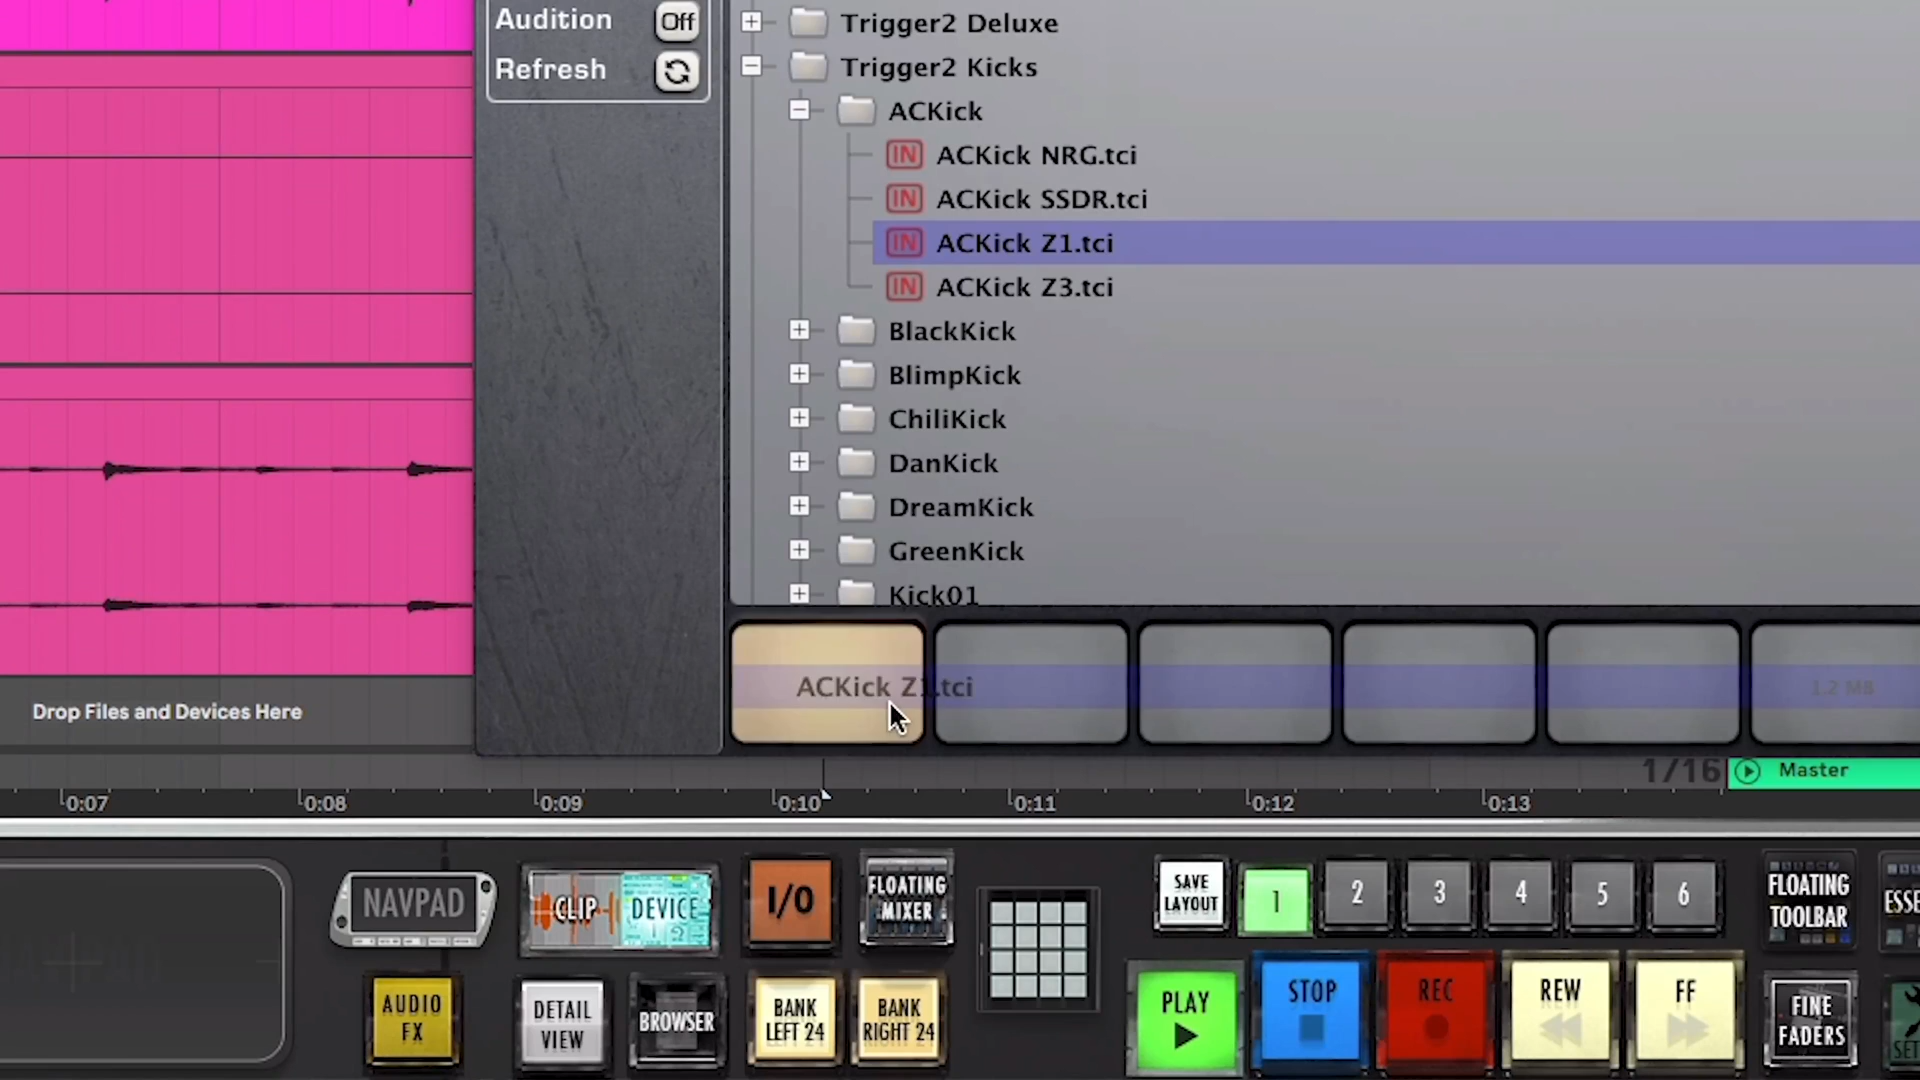 Audition Off
Refresh
Trigger2 Deluxe
Trigger2 Kicks
ACKick
IN ACKick NRG.tci
IN ACKick SSDR.tci
IN ACKick Z1.tci
IN ACKick Z3.tci
BlackKick
BlimpKick
ChiliKick
DanKick
DreamKick
GreenKick
Kick01
ACKick Z1.tci
1.2 MB
Drop Files and Devices Here
1/16
Master
0:07 0:08 0:09 0:10 0:11 0:12 0:13
NAVPAD
CLIP
DEVICE
I/O
FLOATING
MIXER
SAVE
LAYOUT
1 2 3 4 5 6
FLOATING
TOOLBAR
AUDIO
FX
DETAIL
VIEW
BROWSER
BANK
LEFT 24
BANK
RIGHT 24
PLAY
STOP
REC
REW
FF
FINE
FADERS